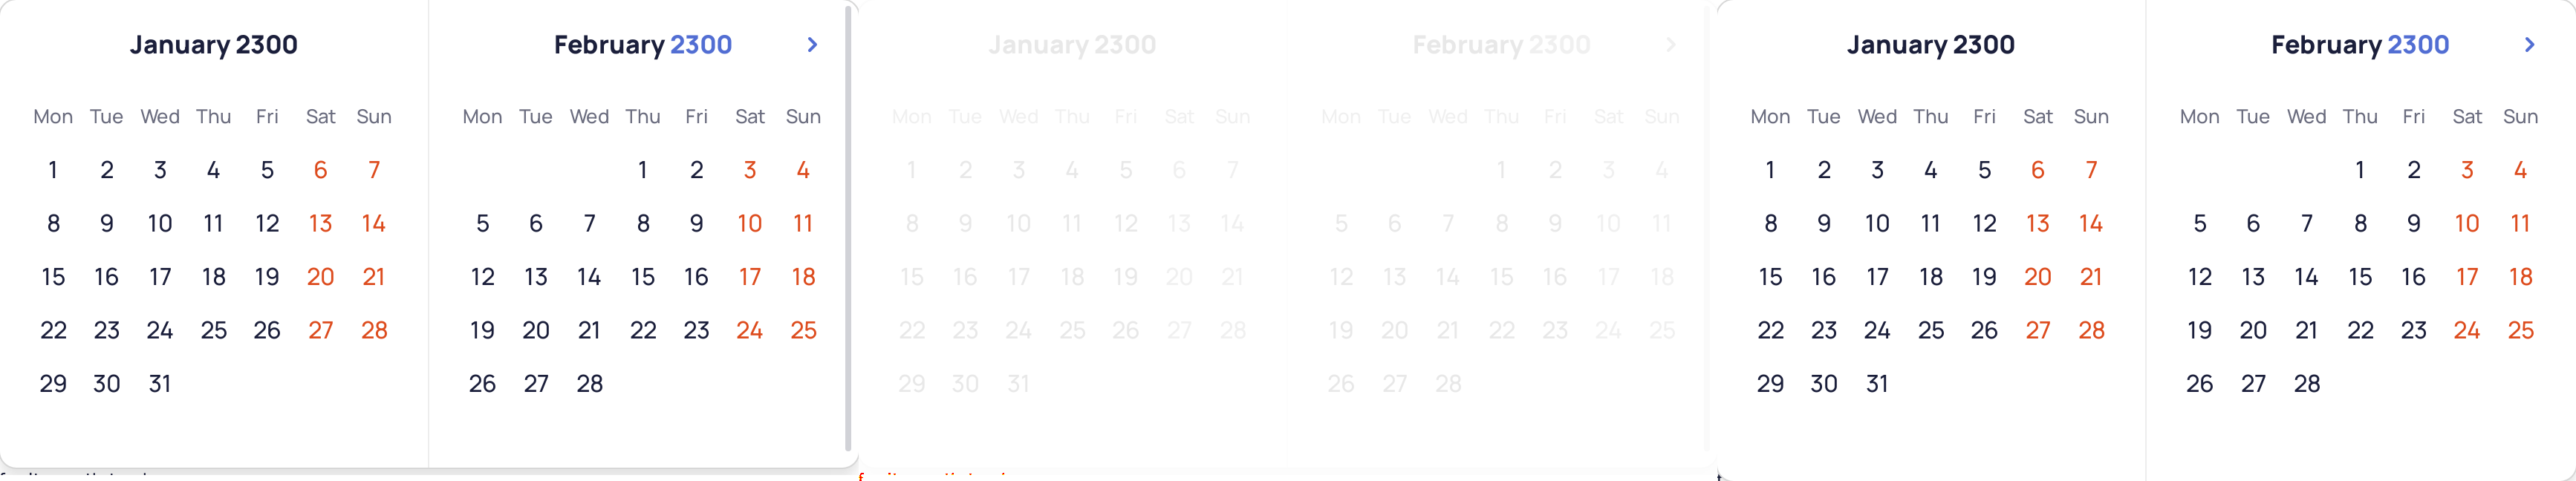 January 2300 February 2300 January 2300 February 2300 January 2300 February 2300
Mon Tue Wed Thu Fri Sat Sun Mon Tue Wed Thu Fri Sat Sun Mon Tue Wed Thu Fri Sat Sun Mon Tue Wed Thu Fri Sat Sun Mon Tue Wed Thu Fri Sat Sun Mon Tue Wed Thu Fri Sat Sun
1 2 3 4 5 6 7 1 2 3 4 1 2 3 4 5 6 7 1 2 3 4 1 2 3 4 5 6 7 1 2 3 4
8 9 10 11 12 13 14 5 6 7 8 9 10 11 8 9 10 11 12 13 14 5 6 7 8 9 10 11 8 9 10 11 12 13 14 5 6 7 8 9 10 11
15 16 17 18 19 20 21 12 13 14 15 16 17 18 15 16 17 18 19 20 21 12 13 14 15 16 17 18 15 16 17 18 19 20 21 12 13 14 15 16 17 18
22 23 24 25 26 27 28 19 20 21 22 23 24 25 22 23 24 25 26 27 28 19 20 21 22 23 24 25 22 23 24 25 26 27 28 19 20 21 22 23 24 25
29 30 31 26 27 28 29 30 31 26 27 28 29 30 31 26 27 28